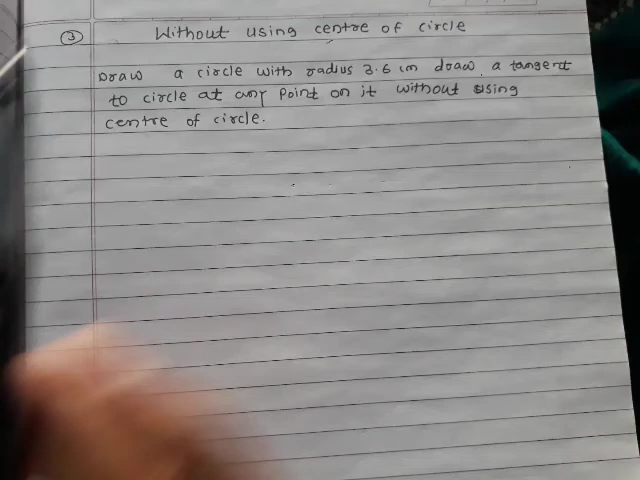 ③ Without using centre of circle
Draw a circle with radius 3.6 cm draw a tangent
to circle at any point on it without using
centre of circle.